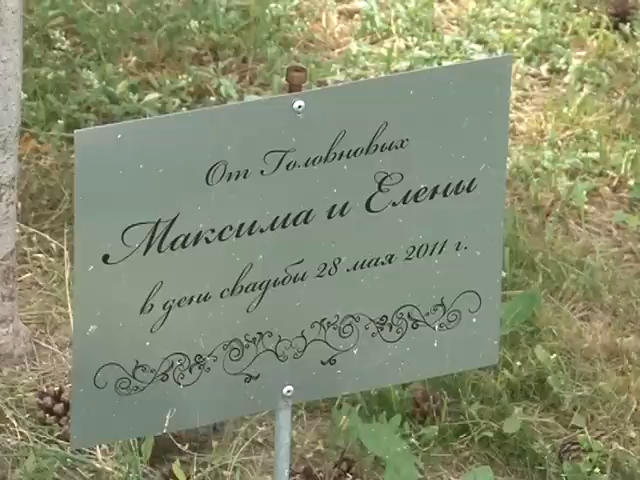 От Головновых
Максима и Елены
в день свадьбы 28 мая 2011 г.